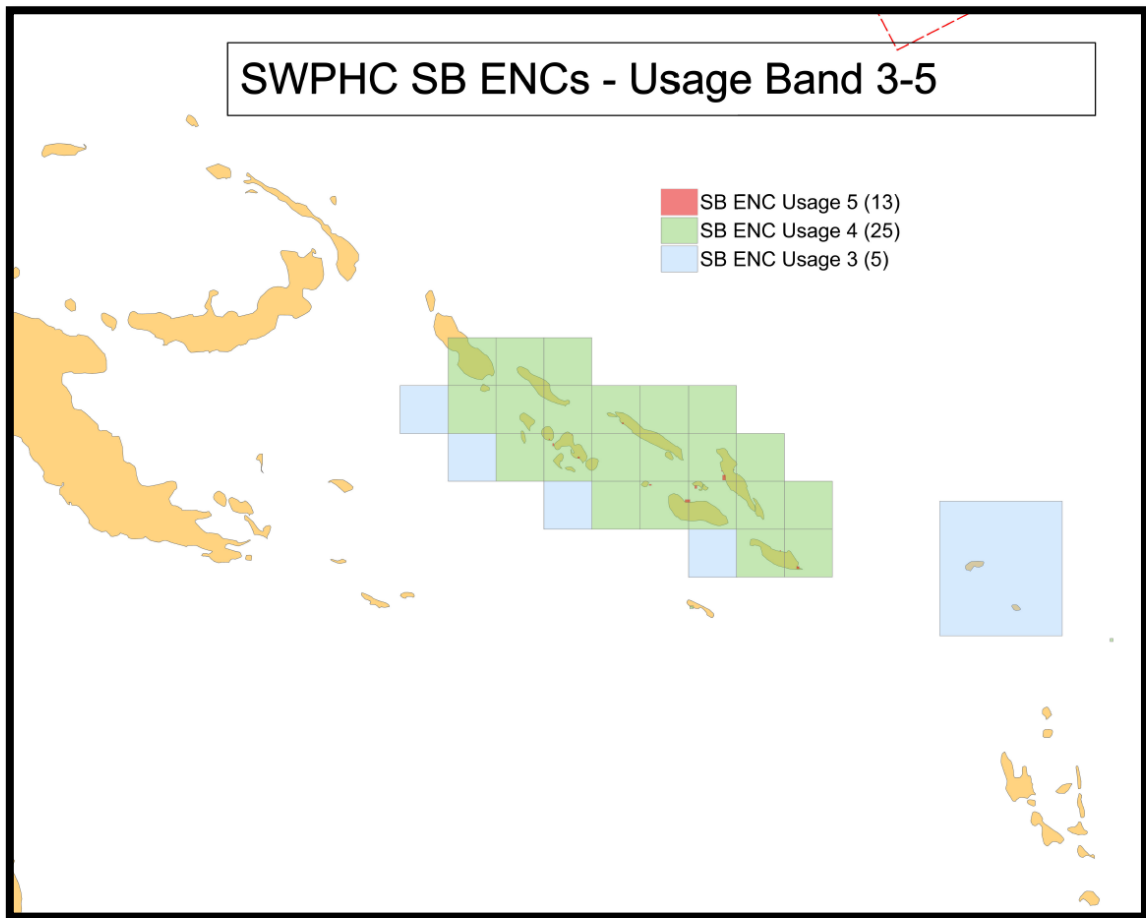 SWPHC SB ENCs - Usage Band 3-5
SB ENC Usage 5 (13)
SB ENC Usage 4 (25)
SB ENC Usage 3 (5)